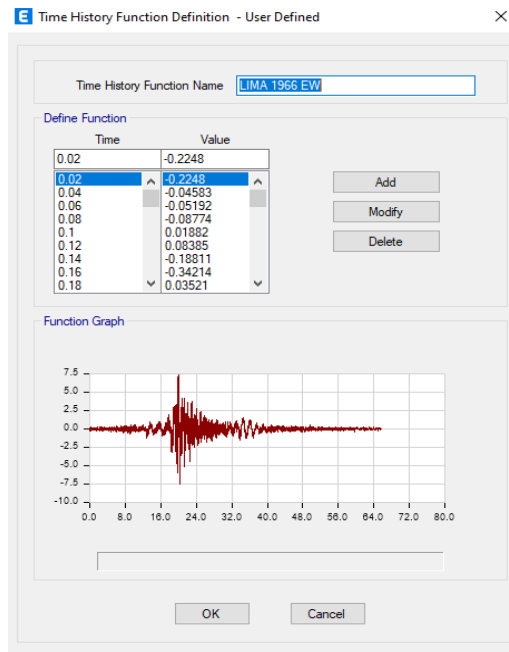 E Time History Function Definition - User Defined
Time History Function Name LIMA 1966 EW
Define Function
Time Value
0.02 -0.2248
0.02 -0.2248
0.04 -0.04583
0.06 -0.05192
0.08 -0.08774
0.1 0.01882
0.12 0.08385
0.14 -0.18811
0.16 -0.34214
0.18 0.03521
Add
Modify
Delete
Function Graph
7.5
5.0
2.5
0.0
-2.5
-5.0
-7.5
-10.0
0.0 8.0 16.0 24.0 32.0 40.0 48.0 56.0 64.0 72.0 80.0
OK Cancel